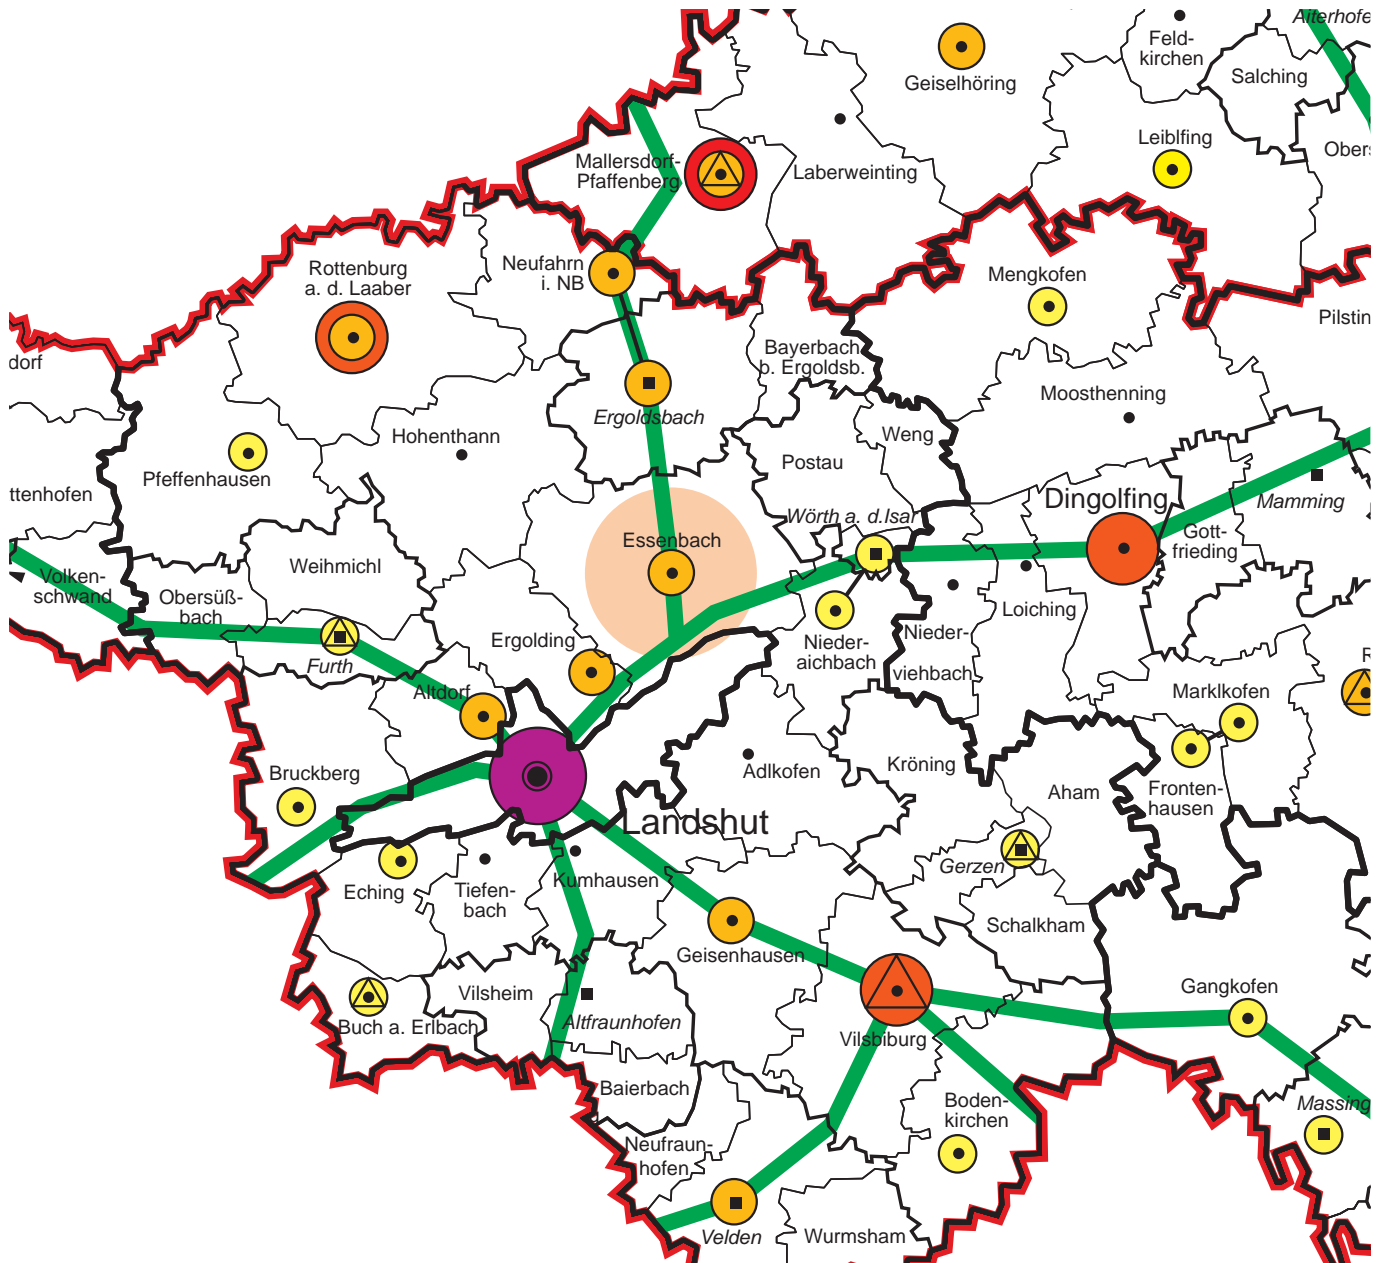 Aiterhofe
Feld-
kirchen
Salching
Geiselhöring
Leiblfing
Mallersdorf-
Pfaffenberg
Laberweinting
Neufahrn
i. NB
Rottenburg
a. d. Laaber
Mengkofen
Pilstin
dorf
Bayerbach
b. Ergoldsb.
Moosthenning
Ergoldsbach
Hohenthann
Weng
Postau
Pfeffenhausen
ttenhofen
Dingolfing
Mamming
Wörth a. d.Isar
Essenbach
Gott-
frieding
Weihmichl
Volken-
schwand
Obersüß-
bach
Loiching
Ergolding
Nieder-
aichbach
Nieder-
viehbach
Furth
Altdorf
Marklkofen
Bruckberg
Adlkofen
Kröning
Aham
Fronten-
hausen
Landshut
Gerzen
Eching
Tiefen-
bach
Kumhausen
Schalkham
Geisenhausen
Vilsheim
Gangkofen
Buch a. Erlbach
Altfraunhofen
Vilsbiburg
Baierbach
Boden-
kirchen
Massing
Neufraun-
hofen
Velden
Wurmsham